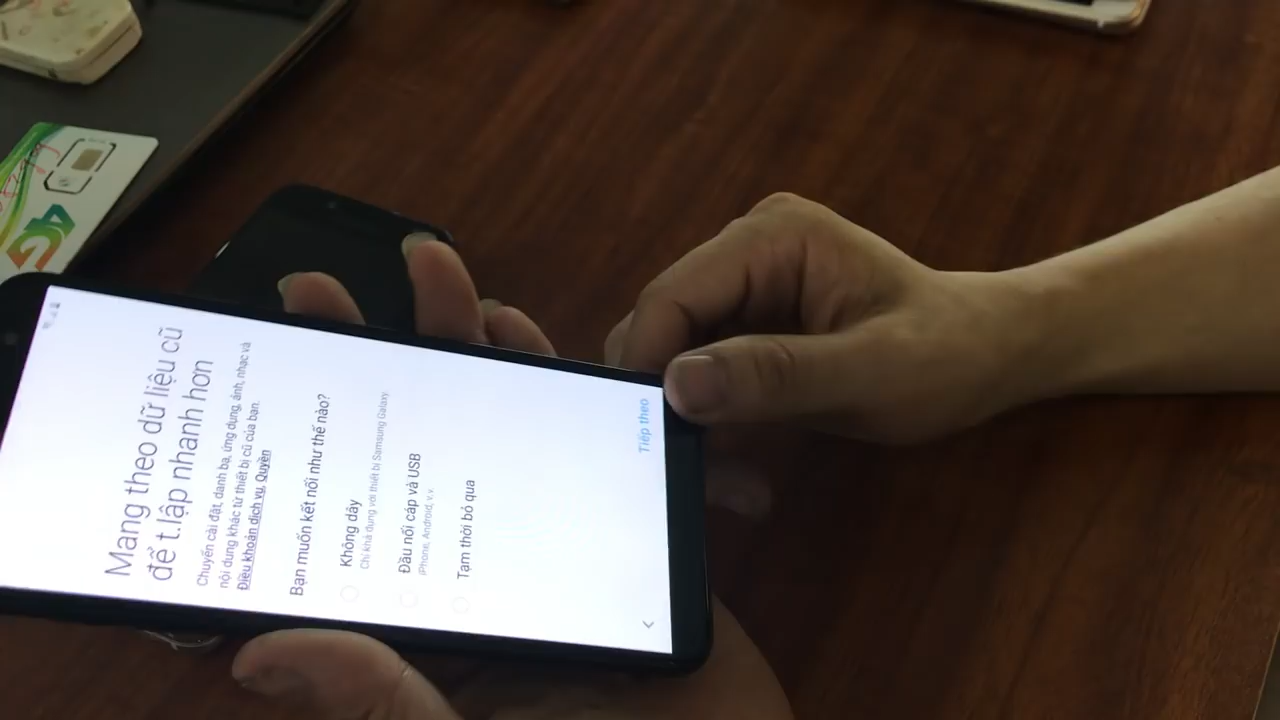 Mang theo dữ liệu cũ
để t.lập nhanh hơn
Chuyển cài đặt, danh bạ, ứng dụng, ảnh, nhạc và
nội dung khác từ thiết bị cũ của bạn.
Điều khoản dịch vụ, Quyền
Bạn muốn kết nối như thế nào?
Không dây
Chỉ khả dụng với thiết bị Samsung Galaxy.
Đầu nối cáp và USB
iPhone, Android, v.v.
Tạm thời bỏ qua
Tiếp theo
4G